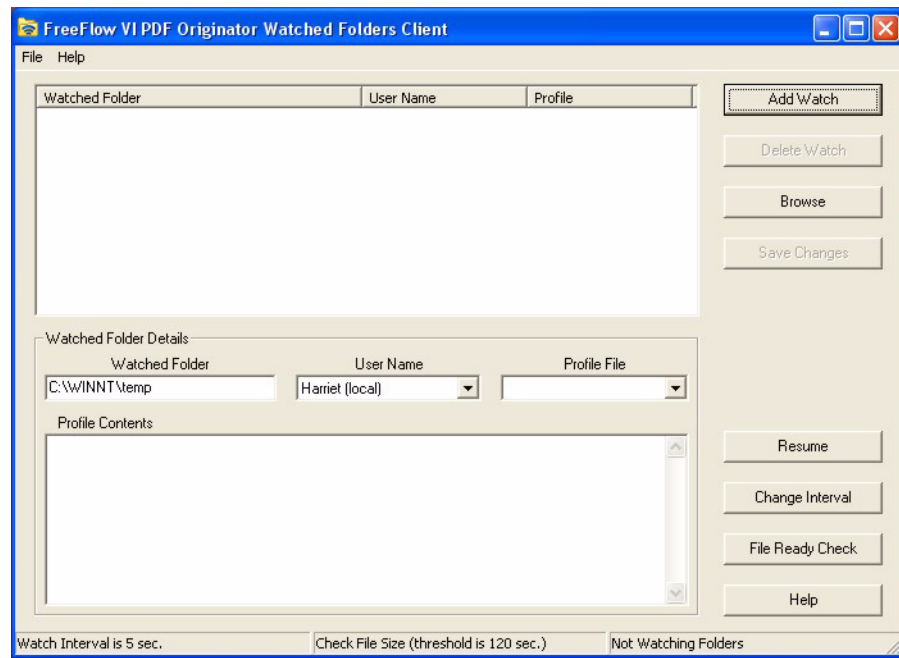 FreeFlow VI PDF Originator Watched Folders Client
File Help
Watched Folder User Name Profile
Add Watch
Delete Watch
Browse
Save Changes
Watched Folder Details
Watched Folder User Name Profile File
C:\WINNT\temp Harriet (local)
Profile Contents
Resume
Change Interval
File Ready Check
Help
Watch Interval is 5 sec. Check File Size (threshold is 120 sec.) Not Watching Folders